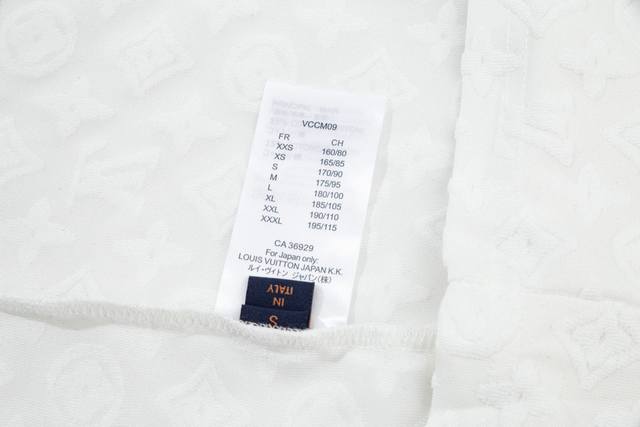 VCCM09
FR CH
XXS 160/80
XS 165/85
S 170/90
M 175/95
L 180/100
XL 185/105
XXL 190/110
XXXL 195/115
CA 36929
For Japan only:
LOUIS VUITTON JAPAN K.K.
ルイ・ヴィトン ジャパン(株)
IN
ITALY
S